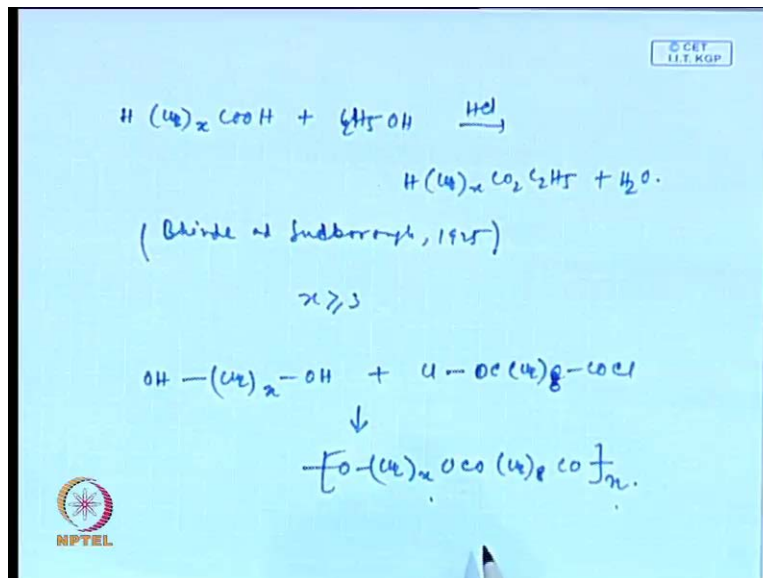 © CET
I.I.T. KGP
H (CH2)x COOH + C2H5 OH HCl →
H (CH2)x CO2 C2H5 + H2O.
( Bhide and Sudborough, 1925)
x ≥ 3
OH — (CH2)x — OH + Cl — OC (CH2)8 — COCl
↓
-[O-(CH2)x OCO (CH2)8 CO]n.
NPTEL